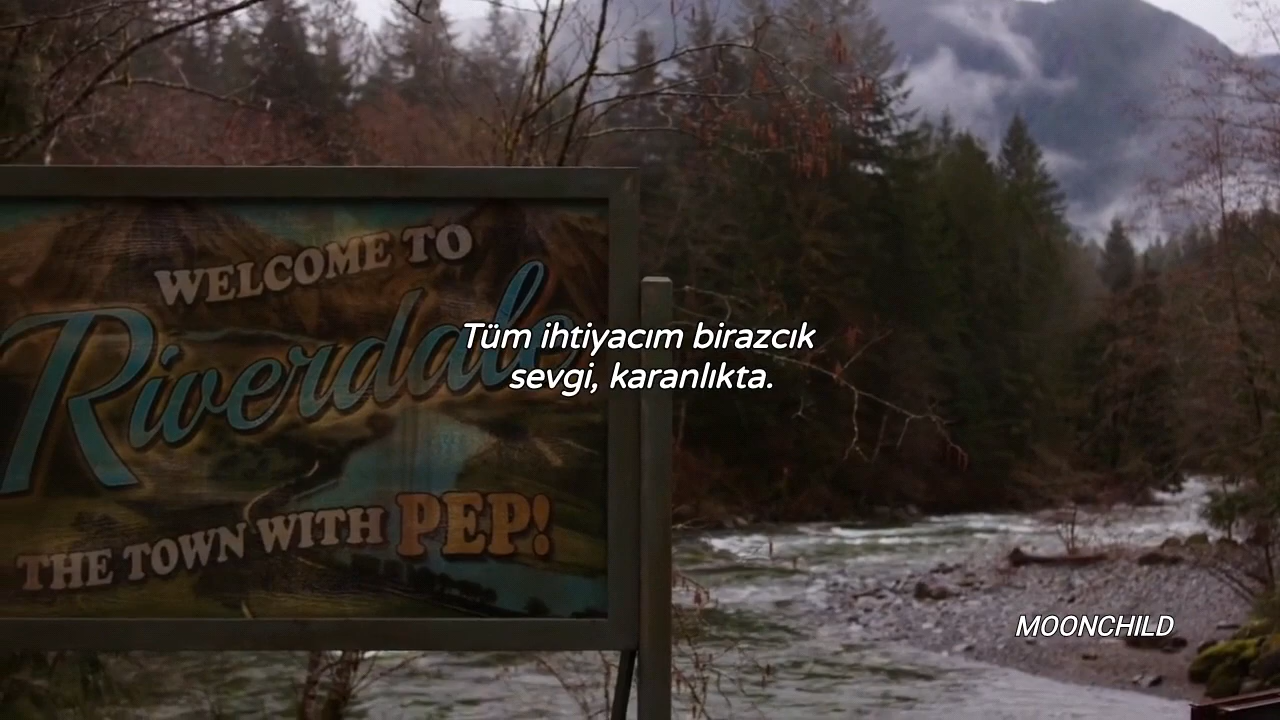 WELCOME TO
Riverdale
THE TOWN WITH PEP!
Tüm ihtiyacım birazcık
sevgi, karanlıkta.
MOONCHILD